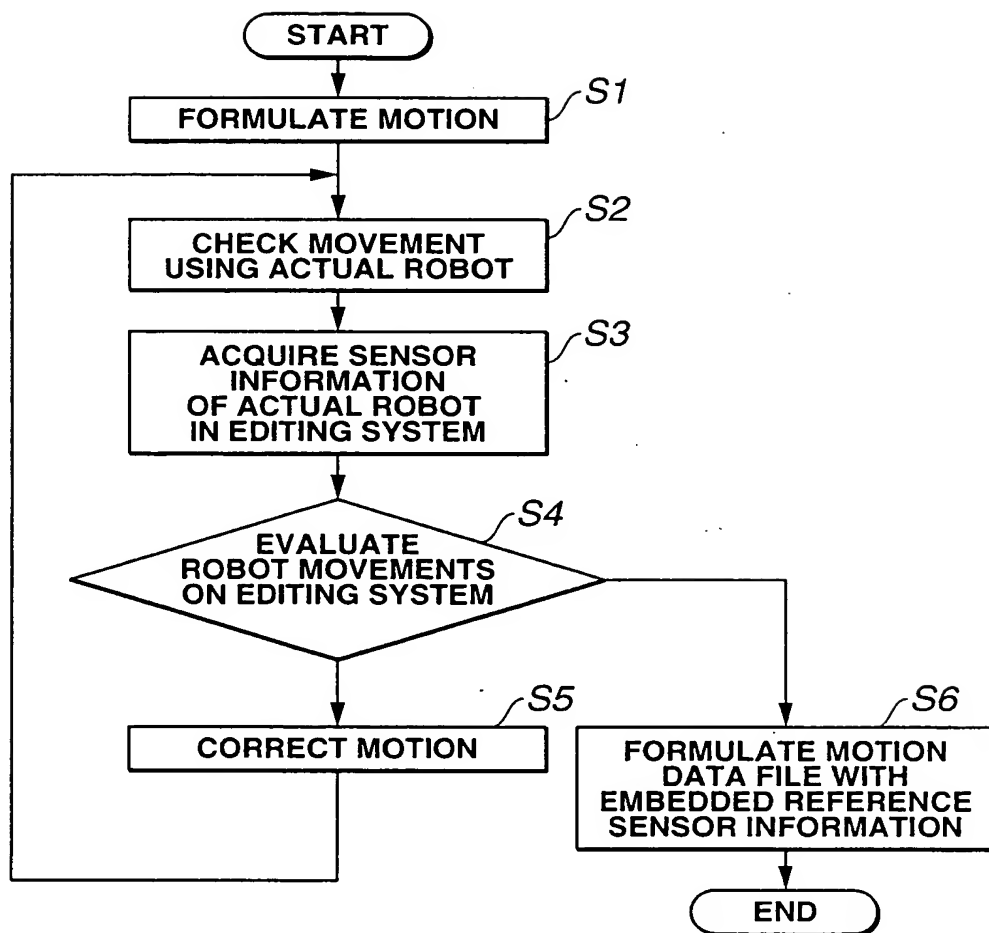 START
S1
FORMULATE MOTION
S2
CHECK MOVEMENT
USING ACTUAL ROBOT
S3
ACQUIRE SENSOR
INFORMATION
OF ACTUAL ROBOT
IN EDITING SYSTEM
S4
EVALUATE
ROBOT MOVEMENTS
ON EDITING SYSTEM
S5
CORRECT MOTION
S6
FORMULATE MOTION
DATA FILE WITH
EMBEDDED REFERENCE
SENSOR INFORMATION
END